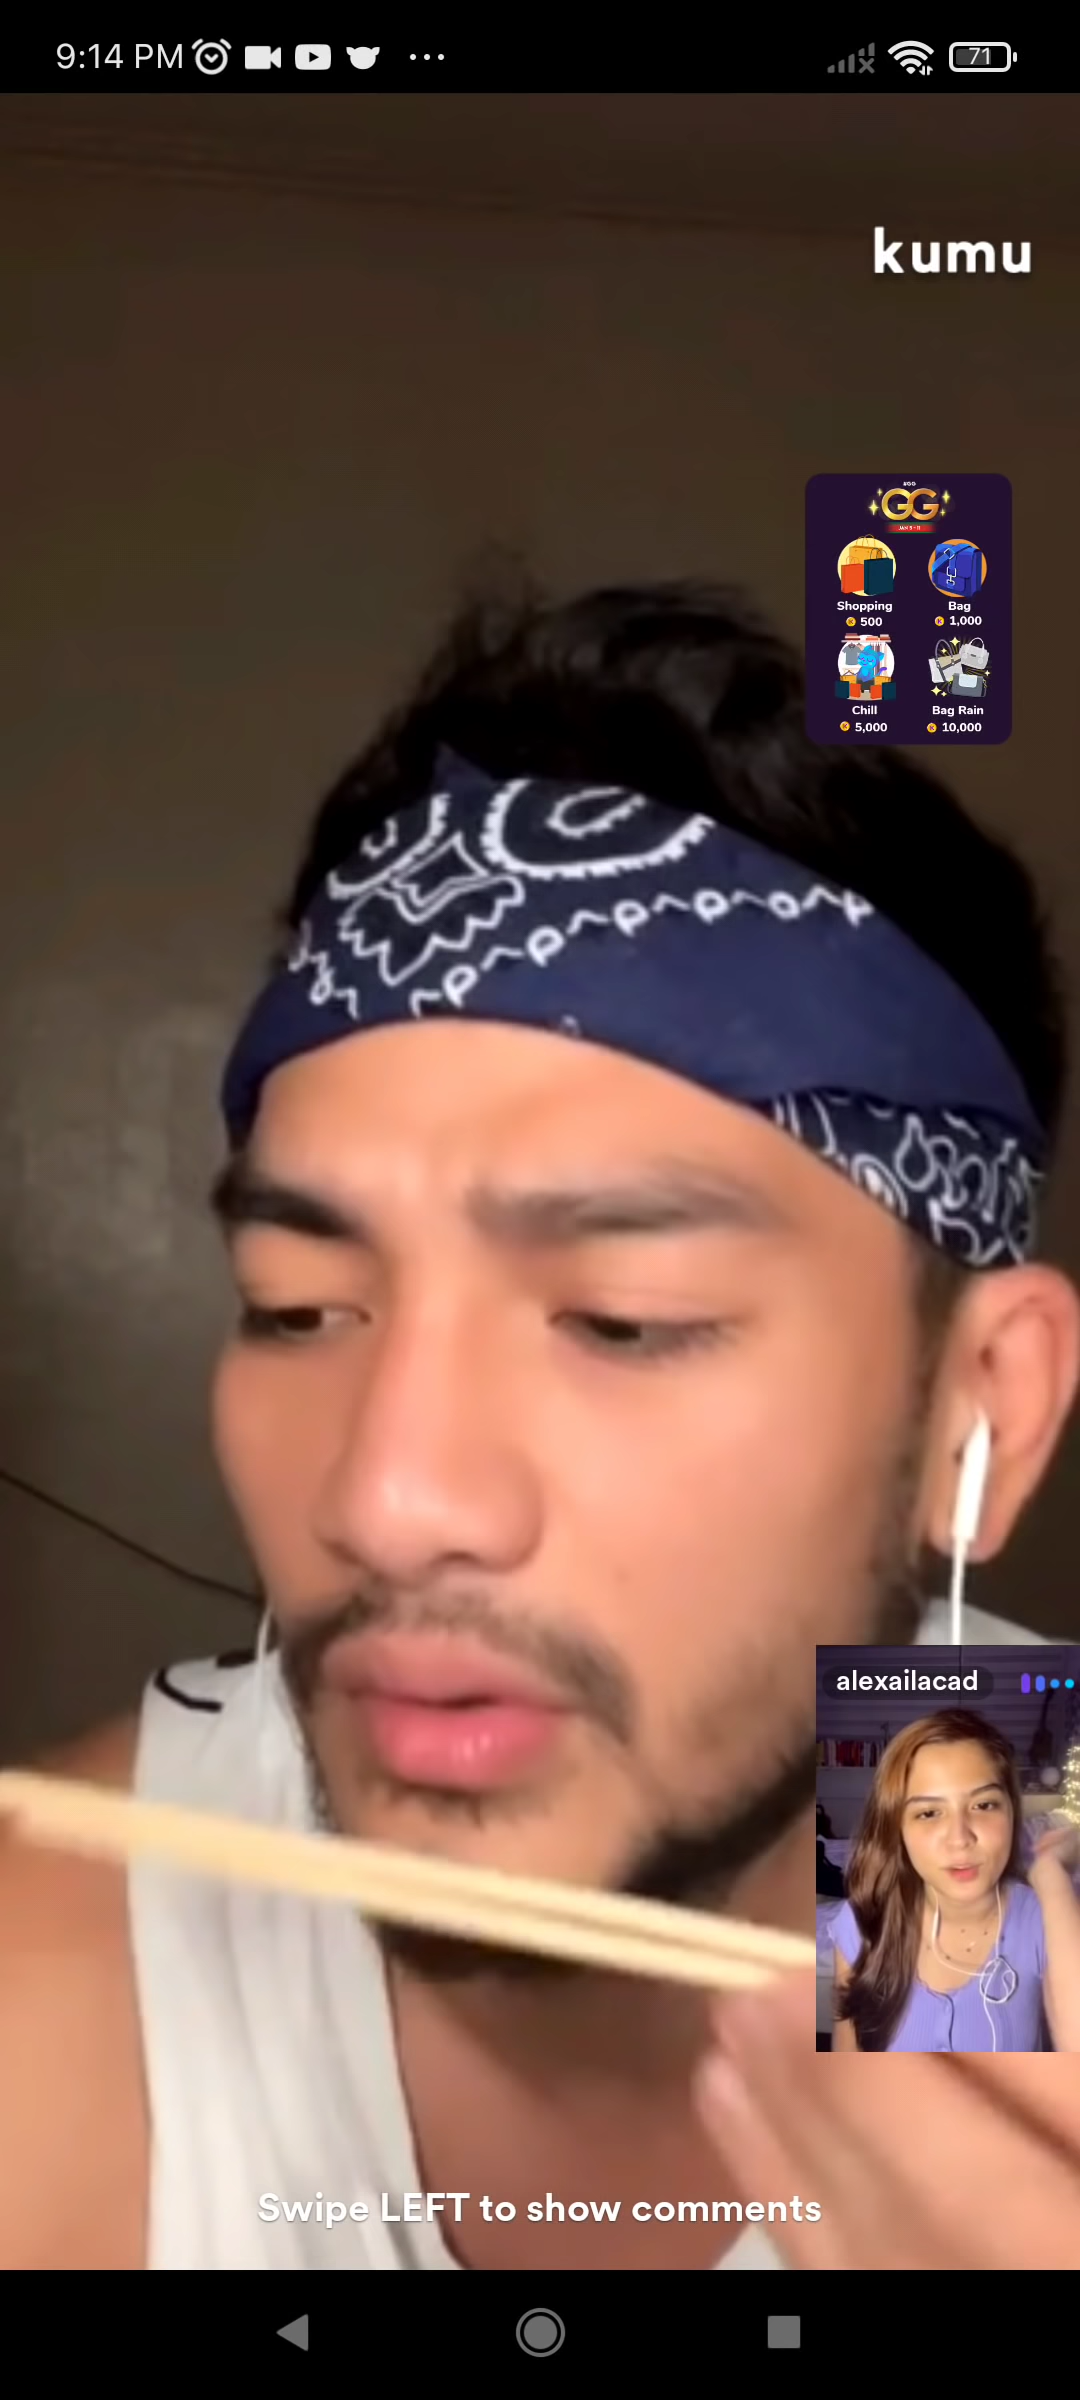 9:14 PM
71
kumu
#GG
GG
Shopping
500
Bag
1,000
Chill
5,000
Bag Rain
10,000
alexailacad
Swipe LEFT to show comments